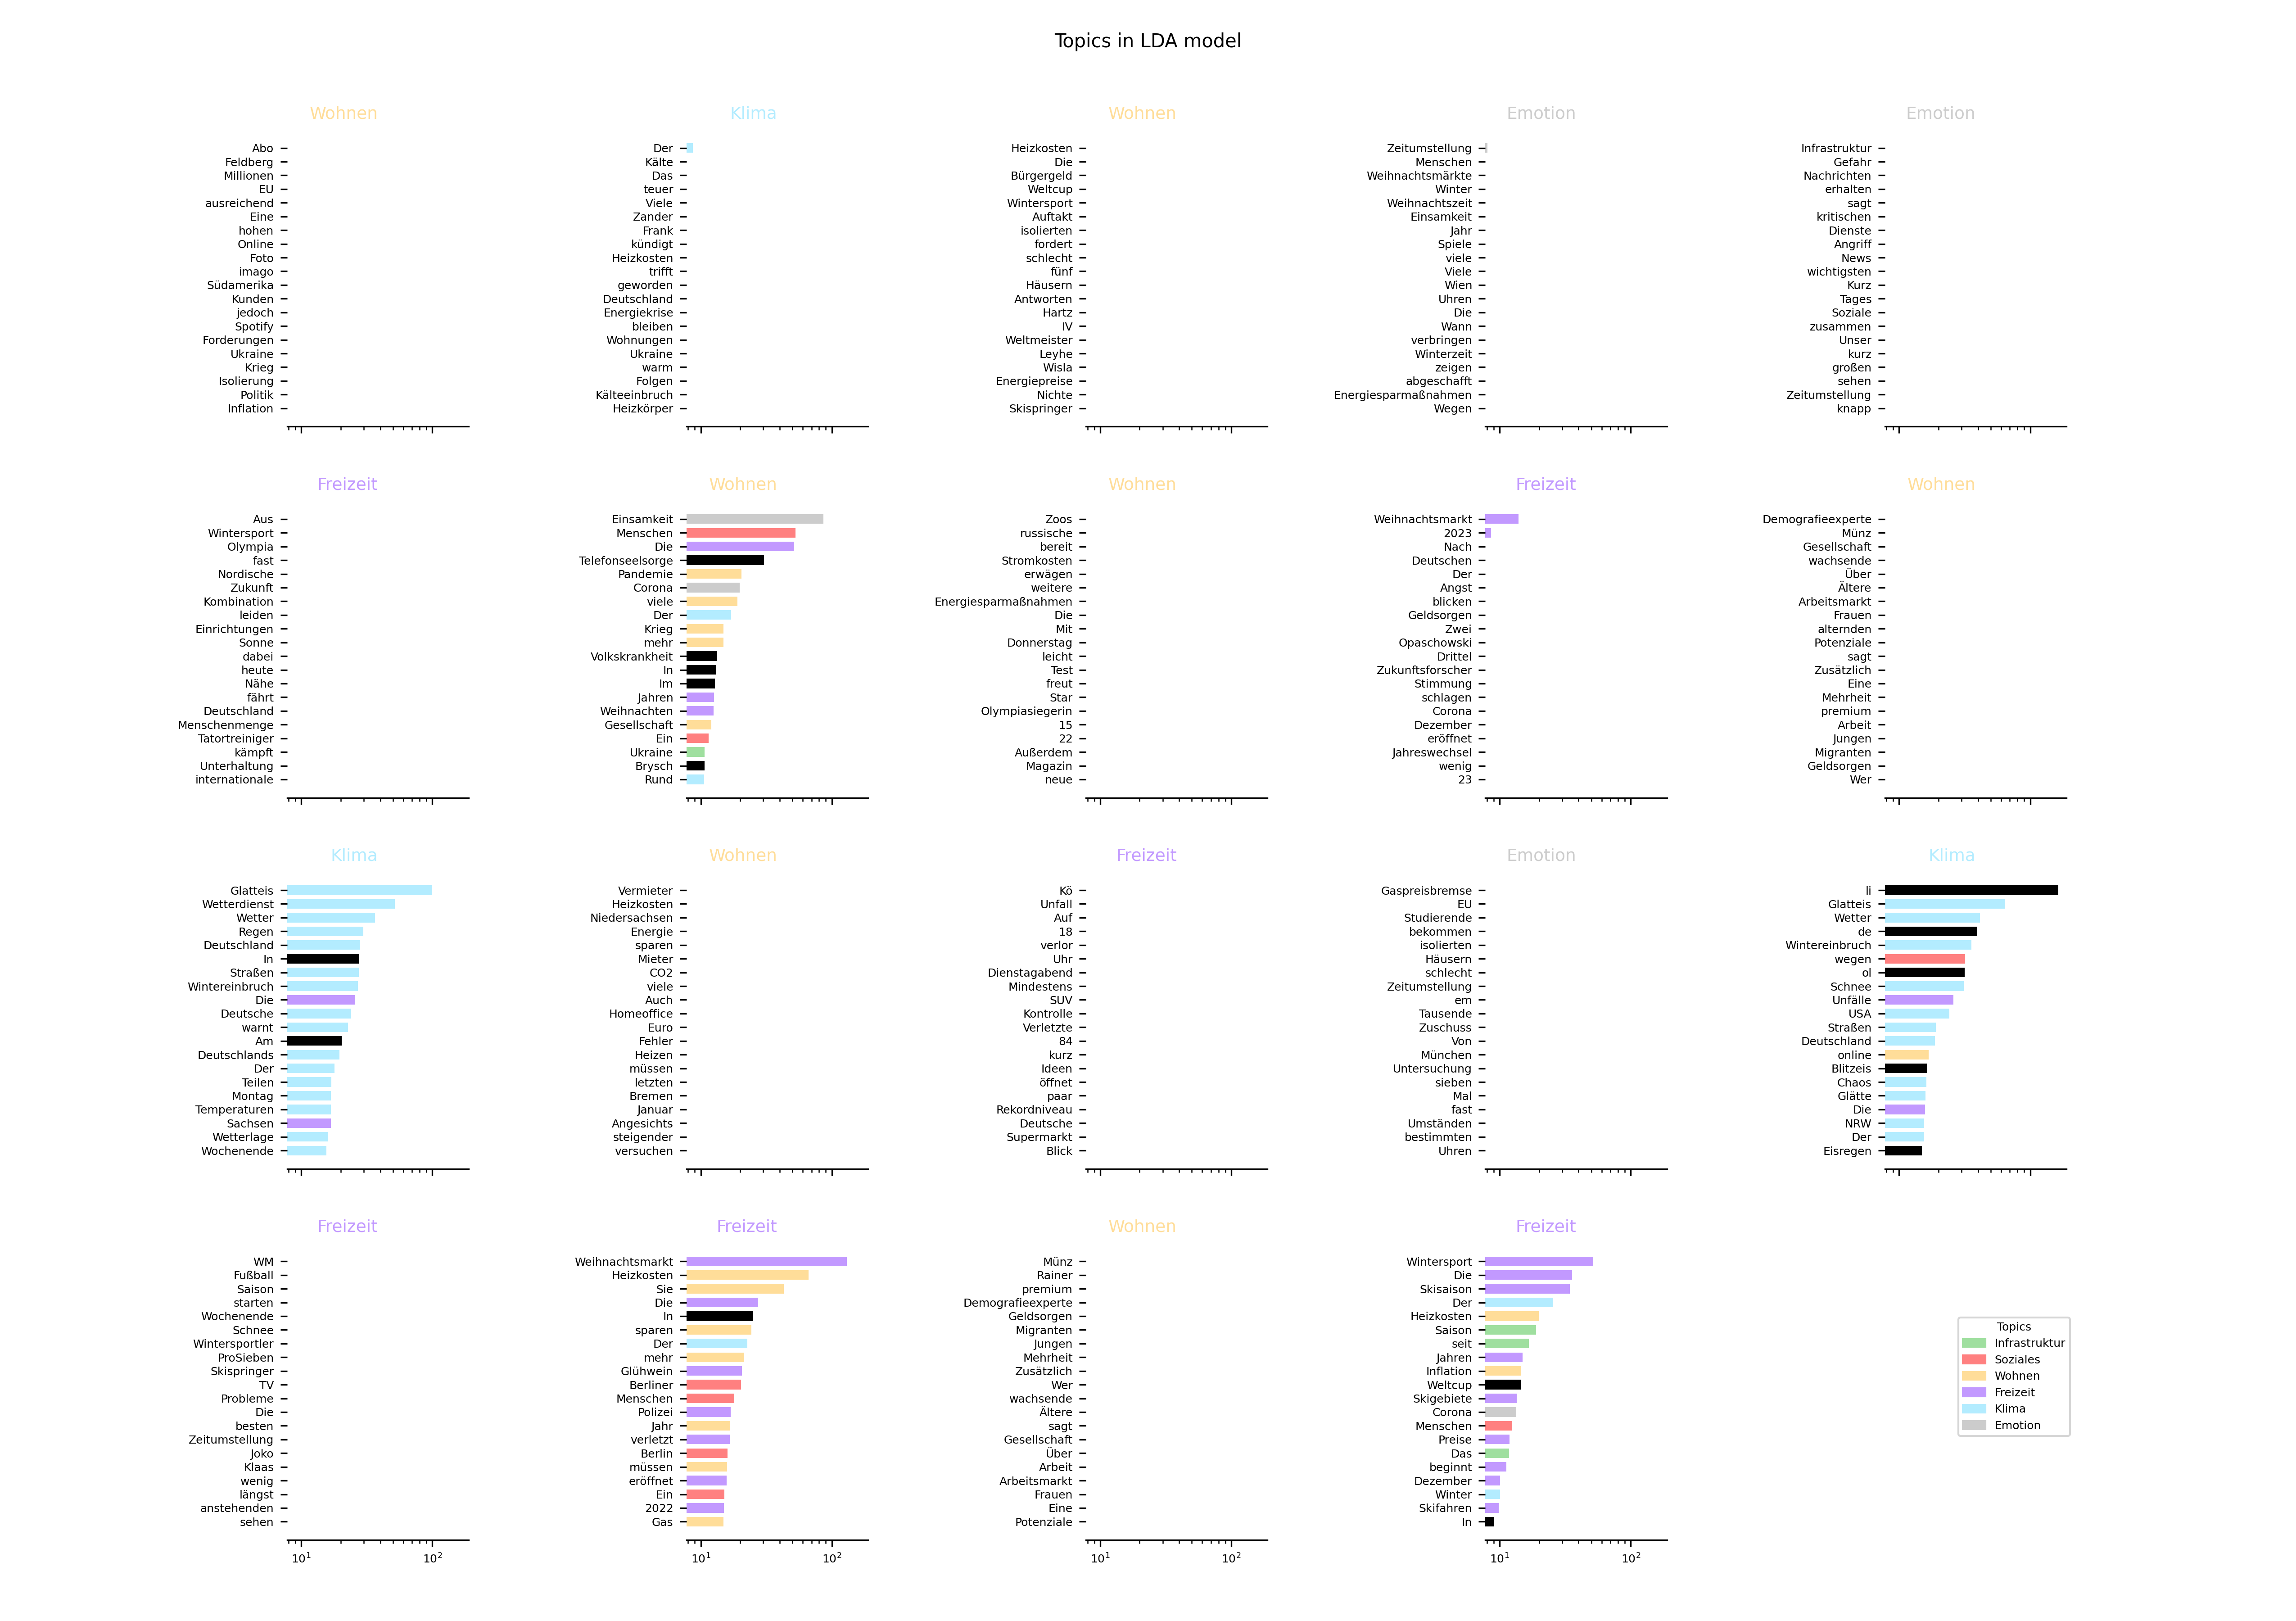 Topics in LDA model
Wohnen
Abo
Feldberg
Millionen
EU
ausreichend
Eine
hohen
Online
Foto
imago
Südamerika
Kunden
jedoch
Spotify
Forderungen
Ukraine
Krieg
Isolierung
Politik
Inflation
Klima
Der
Kälte
Das
teuer
Viele
Zander
Frank
kündigt
Heizkosten
trifft
geworden
Deutschland
Energiekrise
bleiben
Wohnungen
Ukraine
warm
Folgen
Kälteeinbruch
Heizkörper
Wohnen
Heizkosten
Die
Bürgergeld
Weltcup
Wintersport
Auftakt
isolierten
fordert
schlecht
fünf
Häusern
Antworten
Hartz
IV
Weltmeister
Leyhe
Wisla
Energiepreise
Nichte
Skispringer
Emotion
Zeitumstellung
Menschen
Weihnachtsmärkte
Winter
Weihnachtszeit
Einsamkeit
Jahr
Spiele
viele
Viele
Wien
Uhren
Die
Wann
verbringen
Winterzeit
zeigen
abgeschafft
Energiesparmaßnahmen
Wegen
Emotion
Infrastruktur
Gefahr
Nachrichten
erhalten
sagt
kritischen
Dienste
Angriff
News
wichtigsten
Kurz
Tages
Soziale
zusammen
Unser
kurz
großen
sehen
Zeitumstellung
knapp
Freizeit
Aus
Wintersport
Olympia
fast
Nordische
Zukunft
Kombination
leiden
Einrichtungen
Sonne
dabei
heute
Nähe
fährt
Deutschland
Menschenmenge
Tatortreiniger
kämpft
Unterhaltung
internationale
Wohnen
Einsamkeit
Menschen
Die
Telefonseelsorge
Pandemie
Corona
viele
Der
Krieg
mehr
Volkskrankheit
In
Im
Jahren
Weihnachten
Gesellschaft
Ein
Ukraine
Brysch
Rund
Wohnen
Zoos
russische
bereit
Stromkosten
erwägen
weitere
Energiesparmaßnahmen
Die
Mit
Donnerstag
leicht
Test
freut
Star
Olympiasiegerin
15
22
Außerdem
Magazin
neue
Freizeit
Weihnachtsmarkt
2023
Nach
Deutschen
Der
Angst
blicken
Geldsorgen
Zwei
Opaschowski
Drittel
Zukunftsforscher
Stimmung
schlagen
Corona
Dezember
eröffnet
Jahreswechsel
wenig
23
Wohnen
Demografieexperte
Münz
Gesellschaft
wachsende
Über
Ältere
Arbeitsmarkt
Frauen
alternden
Potenziale
sagt
Zusätzlich
Eine
Mehrheit
premium
Arbeit
Jungen
Migranten
Geldsorgen
Wer
Klima
Glatteis
Wetterdienst
Wetter
Regen
Deutschland
In
Straßen
Wintereinbruch
Die
Deutsche
warnt
Am
Deutschlands
Der
Teilen
Montag
Temperaturen
Sachsen
Wetterlage
Wochenende
Wohnen
Vermieter
Heizkosten
Niedersachsen
Energie
sparen
Mieter
CO2
viele
Auch
Homeoffice
Euro
Fehler
Heizen
müssen
letzten
Bremen
Januar
Angesichts
steigender
versuchen
Freizeit
Kö
Unfall
Auf
18
verlor
Uhr
Dienstagabend
Mindestens
SUV
Kontrolle
Verletzte
84
kurz
Ideen
öffnet
paar
Rekordniveau
Deutsche
Supermarkt
Blick
Emotion
Gaspreisbremse
EU
Studierende
bekommen
isolierten
Häusern
schlecht
Zeitumstellung
em
Tausende
Zuschuss
Von
München
Untersuchung
sieben
Mal
fast
Umständen
bestimmten
Uhren
Klima
li
Glatteis
Wetter
de
Wintereinbruch
wegen
ol
Schnee
Unfälle
USA
Straßen
Deutschland
online
Blitzeis
Chaos
Glätte
Die
NRW
Der
Eisregen
Freizeit
WM
Fußball
Saison
starten
Wochenende
Schnee
Wintersportler
ProSieben
Skispringer
TV
Probleme
Die
besten
Zeitumstellung
Joko
Klaas
wenig
längst
anstehenden
sehen
10¹ 10²
Freizeit
Weihnachtsmarkt
Heizkosten
Sie
Die
In
sparen
Der
mehr
Glühwein
Berliner
Menschen
Polizei
Jahr
verletzt
Berlin
müssen
eröffnet
Ein
2022
Gas
10¹ 10²
Wohnen
Münz
Rainer
premium
Demografieexperte
Geldsorgen
Migranten
Jungen
Mehrheit
Zusätzlich
Wer
wachsende
Ältere
sagt
Gesellschaft
Über
Arbeit
Arbeitsmarkt
Frauen
Eine
Potenziale
10¹ 10²
Freizeit
Wintersport
Die
Skisaison
Der
Heizkosten
Saison
seit
Jahren
Inflation
Weltcup
Skigebiete
Corona
Menschen
Preise
Das
beginnt
Dezember
Winter
Skifahren
In
10¹ 10²
Topics
Infrastruktur
Soziales
Wohnen
Freizeit
Klima
Emotion